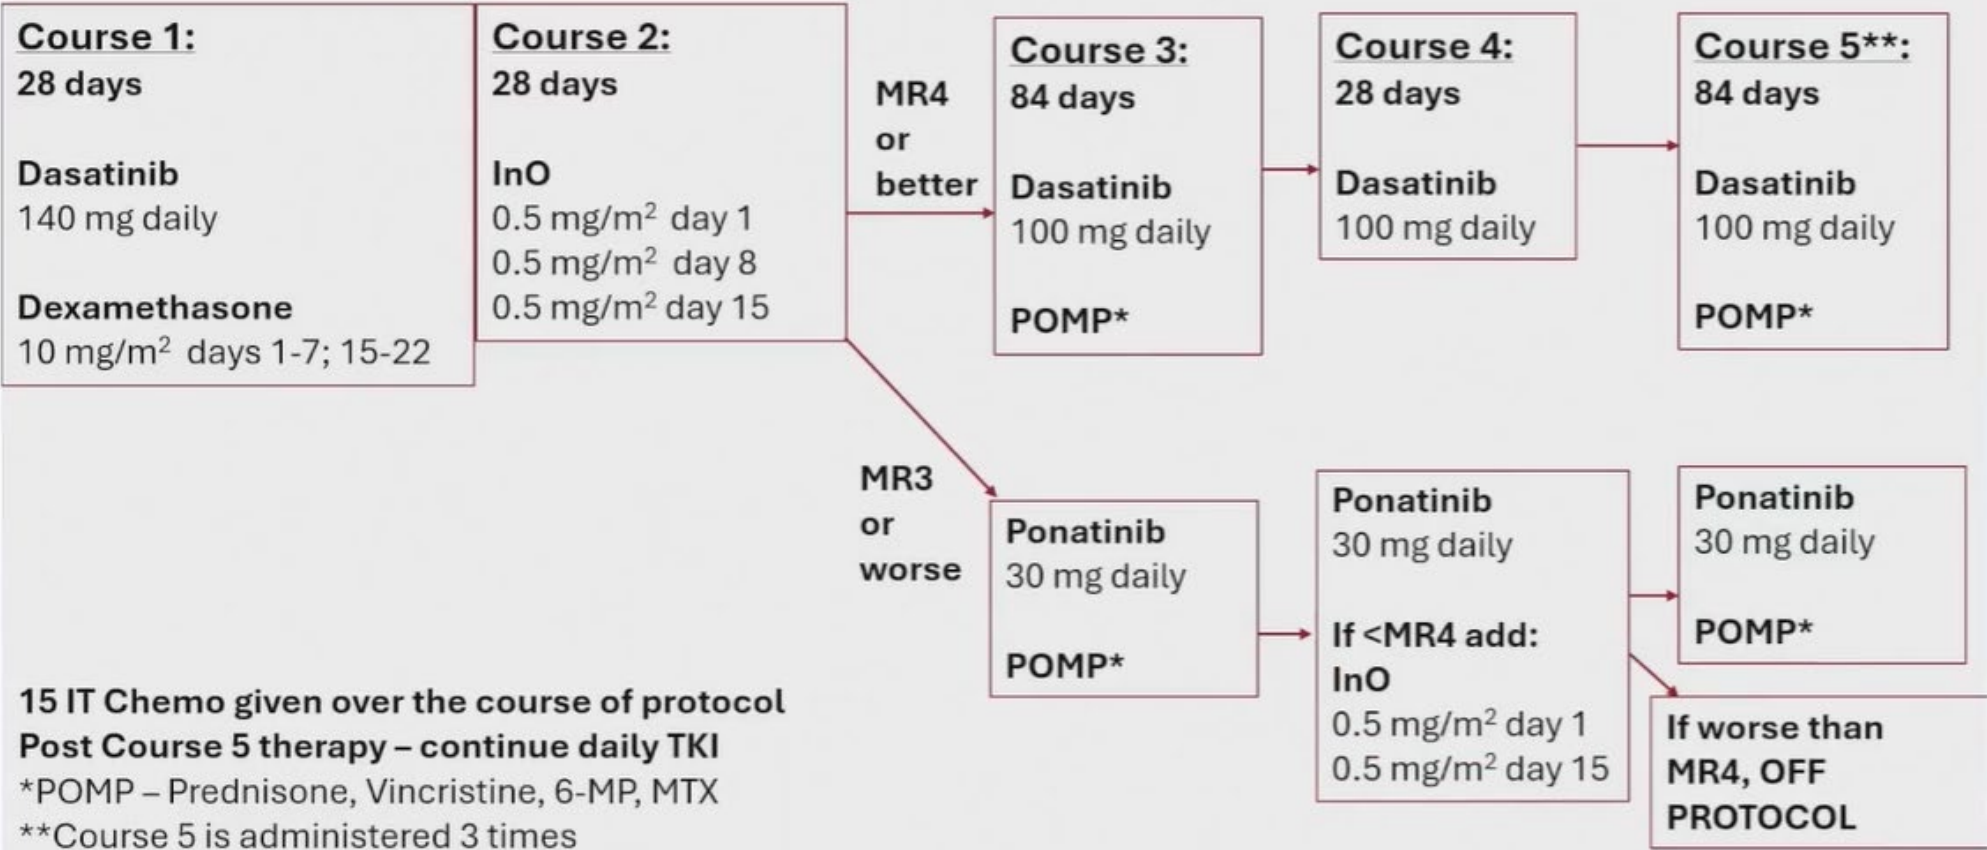 Course 1:
28 days
Dasatinib
140 mg daily
Dexamethasone
10 mg/m² days 1-7; 15-22
Course 2:
28 days
InO
0.5 mg/m² day 1
0.5 mg/m² day 8
0.5 mg/m² day 15
MR4
or
better
Course 3:
84 days
Dasatinib
100 mg daily
POMP*
Course 4:
28 days
Dasatinib
100 mg daily
Course 5**:
84 days
Dasatinib
100 mg daily
POMP*
MR3
or
worse
Ponatinib
30 mg daily
POMP*
Ponatinib
30 mg daily
If <MR4 add:
InO
0.5 mg/m² day 1
0.5 mg/m² day 15
Ponatinib
30 mg daily
POMP*
If worse than
MR4, OFF
PROTOCOL
15 IT Chemo given over the course of protocol
Post Course 5 therapy – continue daily TKI
*POMP – Prednisone, Vincristine, 6-MP, MTX
**Course 5 is administered 3 times